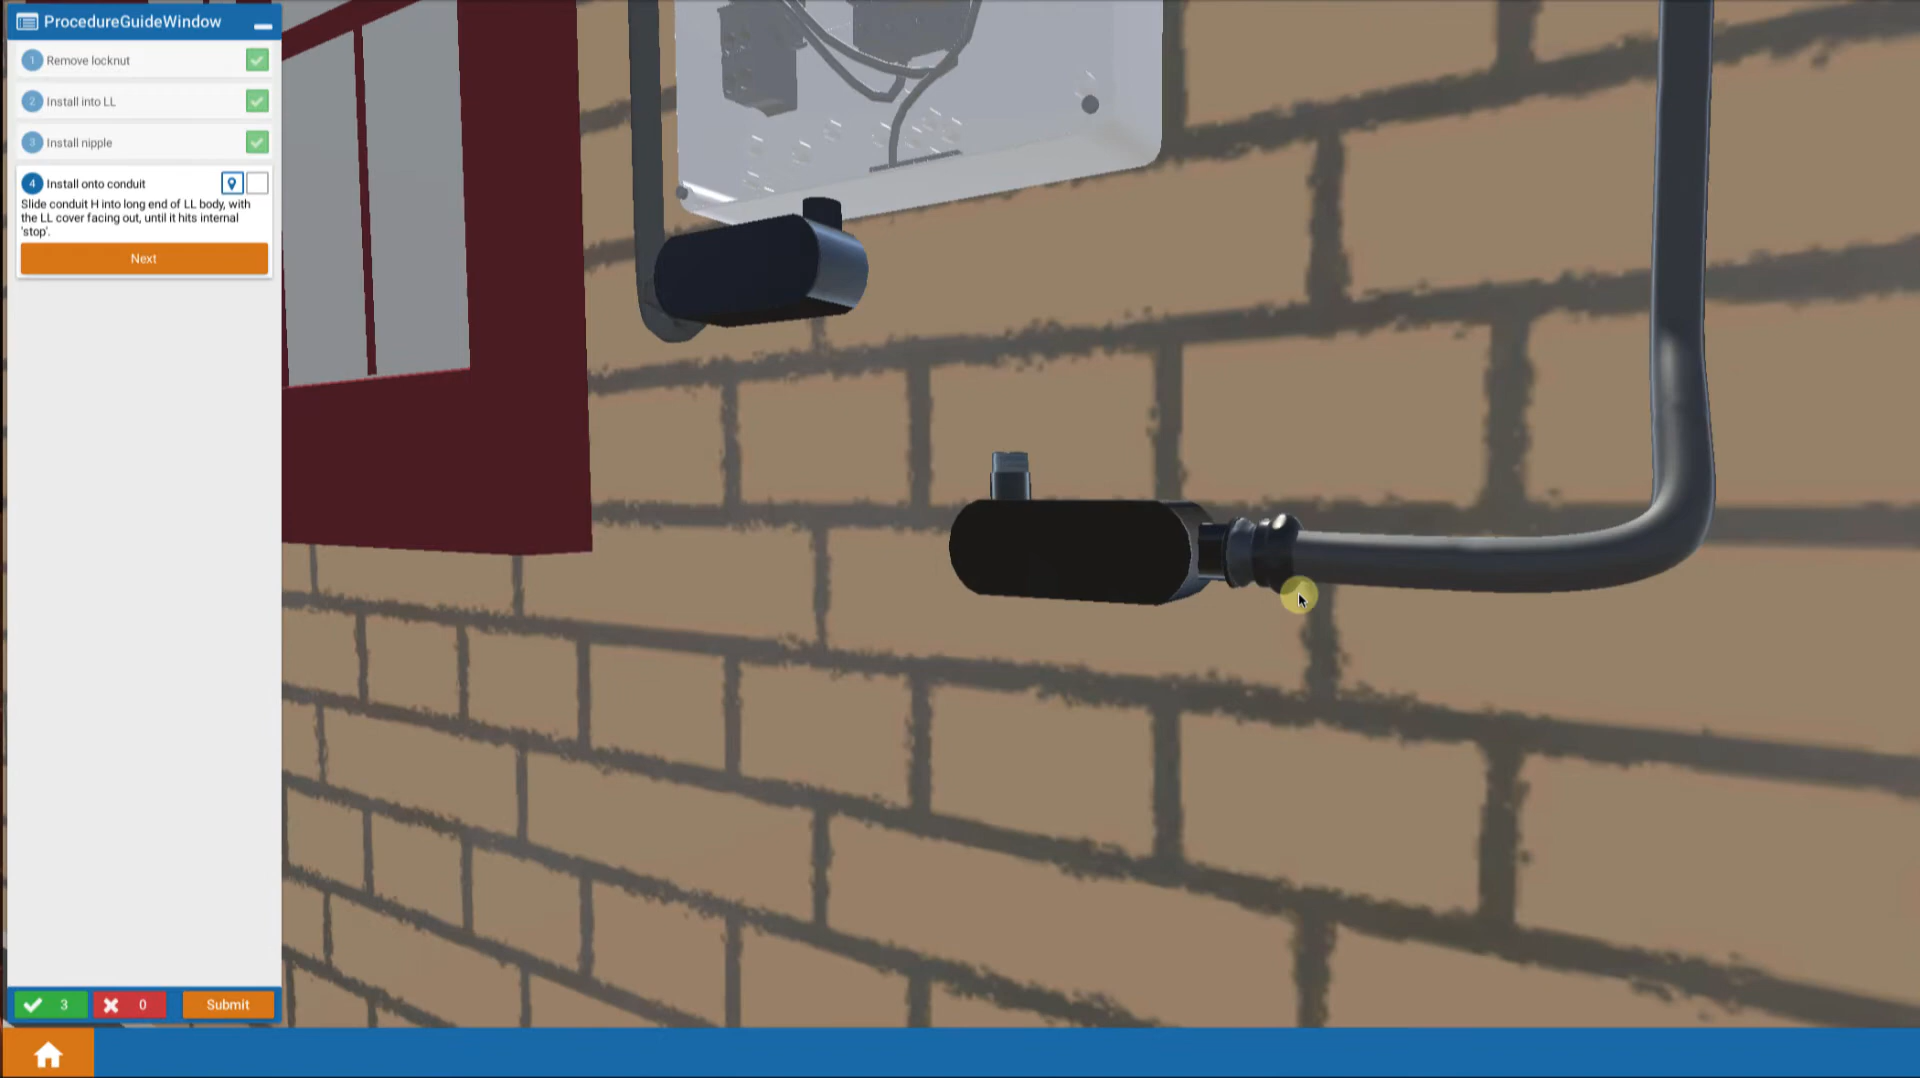 ProcedureGuideWindow
1 Remove locknut
2 Install into LL
3 Install nipple
4 Install onto conduit
Slide conduit H into long end of LL body, with
the LL cover facing out, until it hits internal
'stop'.
Next
3 0 Submit